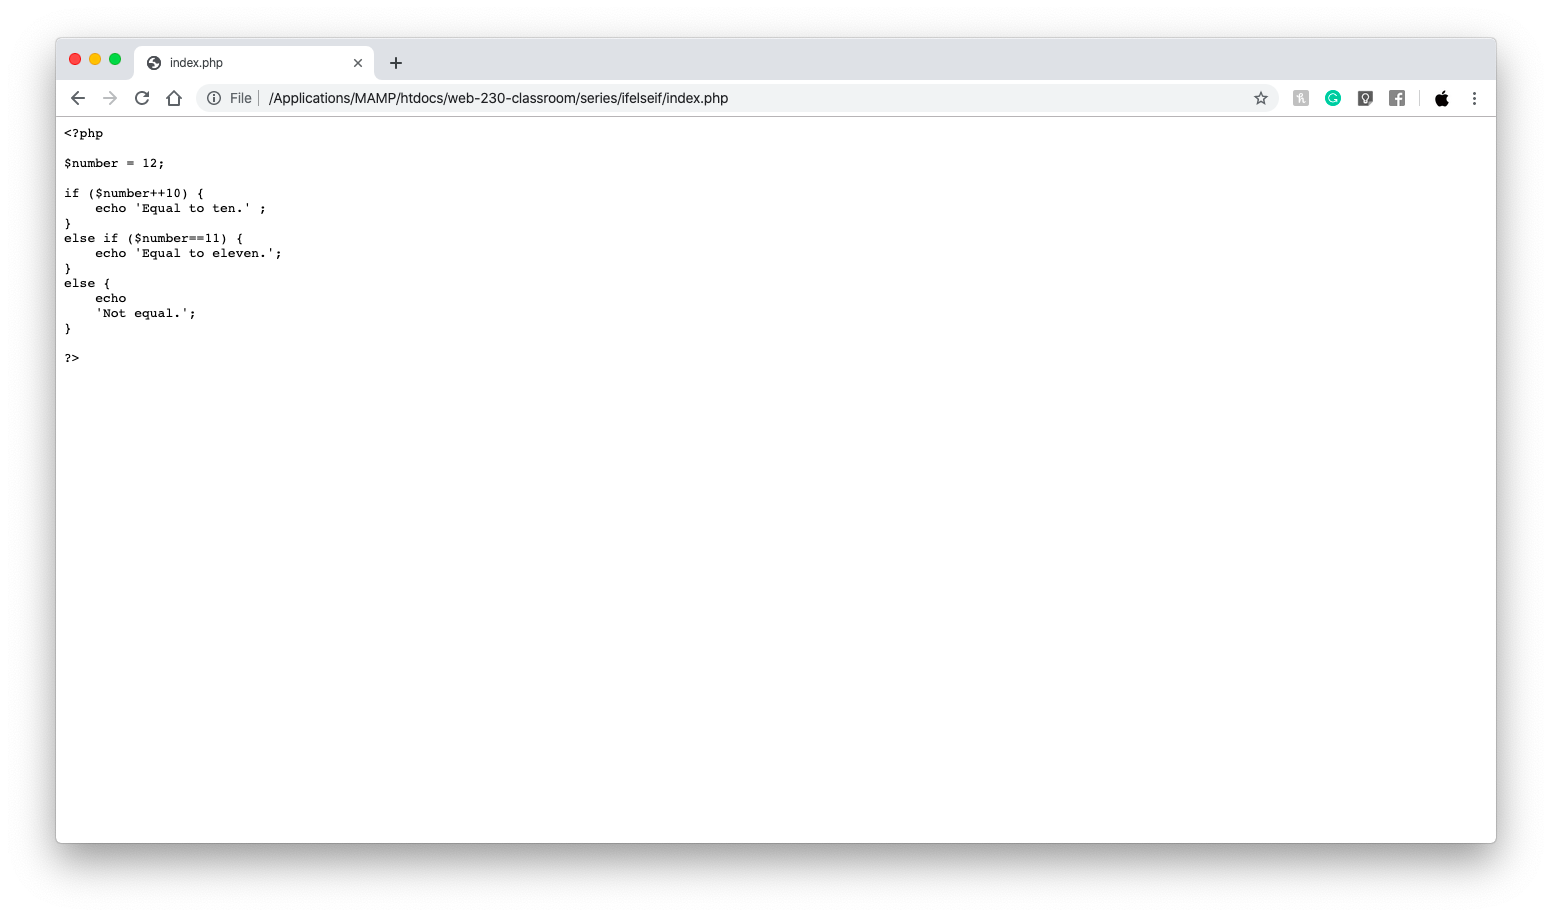 index.php
File
/Applications/MAMP/htdocs/web-230-classroom/series/ifelseif/index.php
<?php

$number = 12;

if ($number++10) {
    echo 'Equal to ten.' ;
}
else if ($number==11) {
    echo 'Equal to eleven.';
}
else {
    echo
    'Not equal.';
}

?>